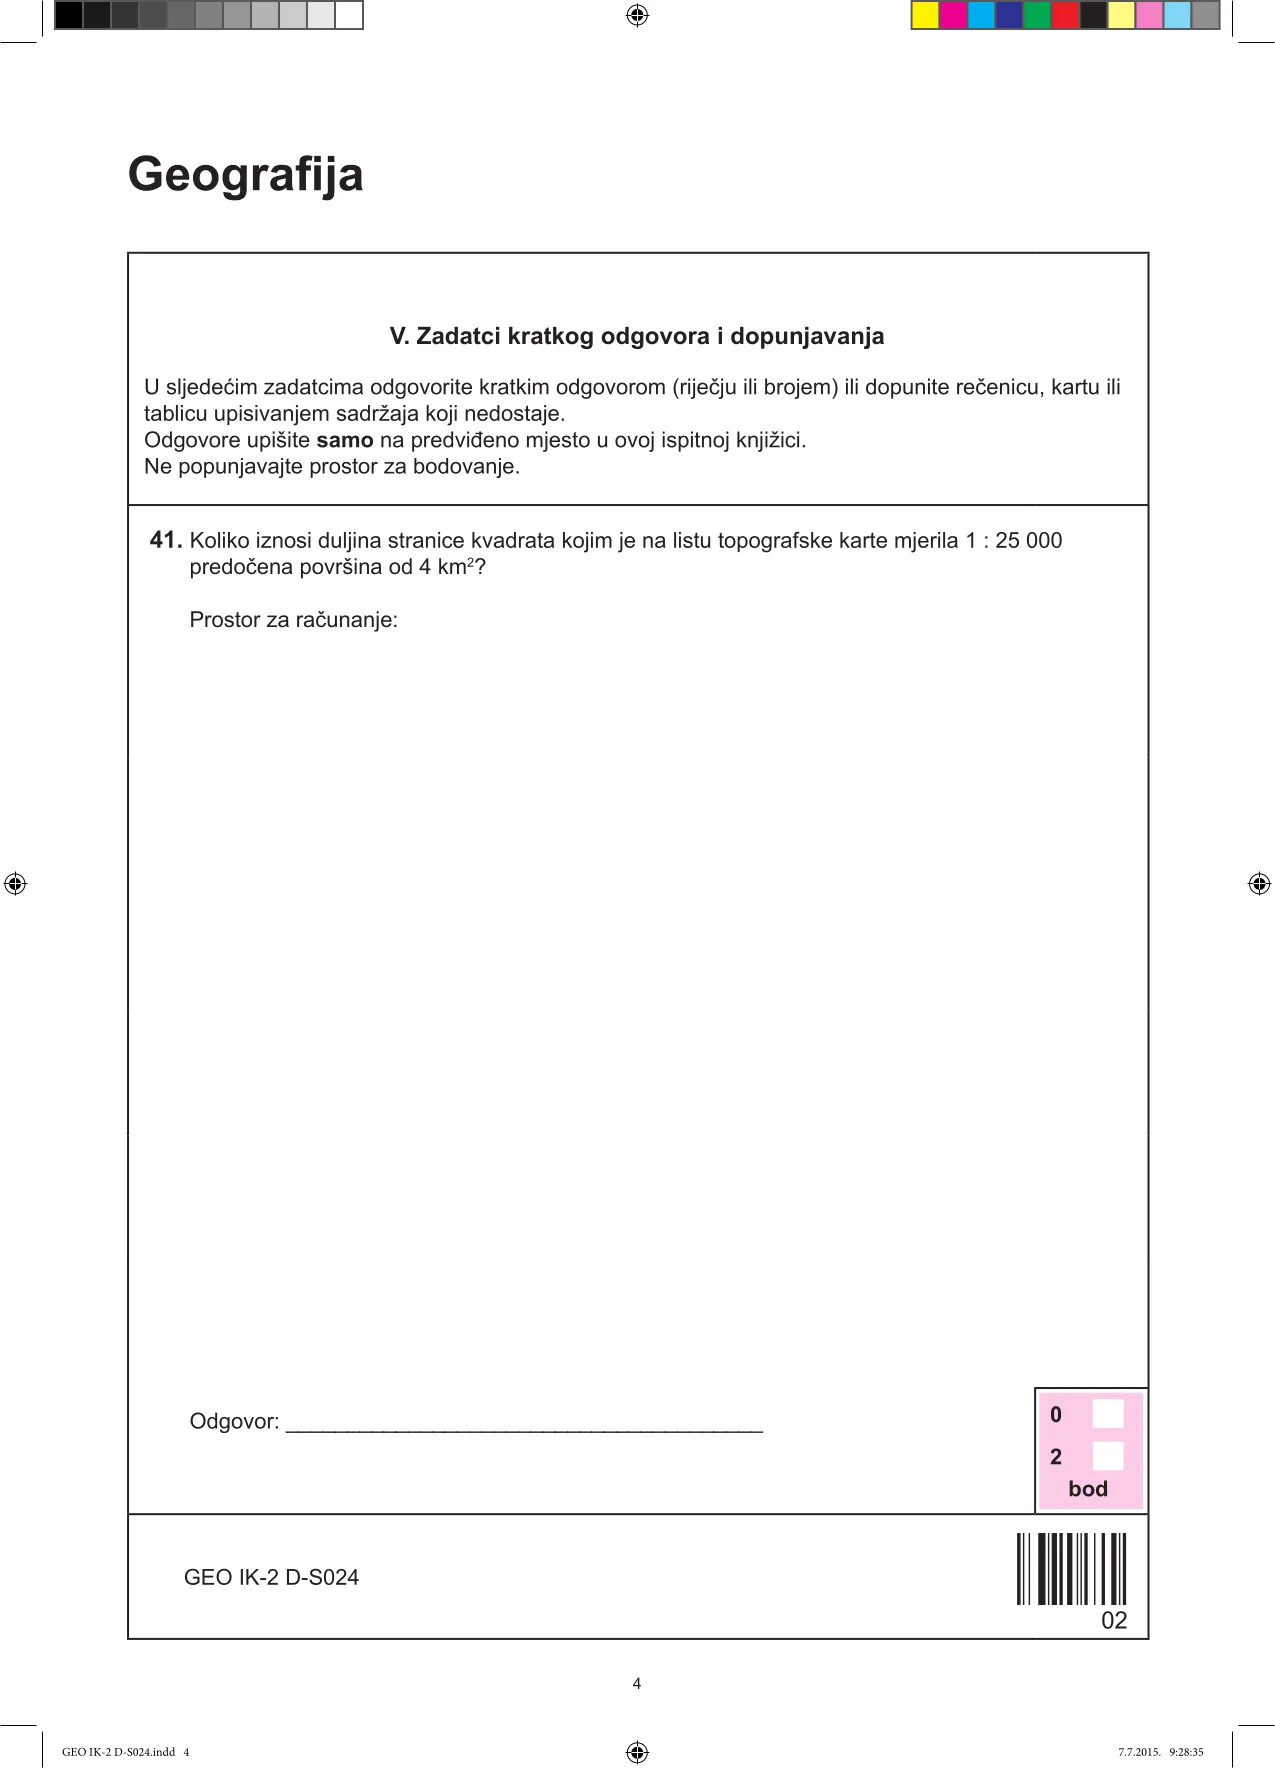 Geografija
V. Zadatci kratkog odgovora i dopunjavanja
U sljedećim zadatcima odgovorite kratkim odgovorom (riječju ili brojem) ili dopunite rečenicu, kartu ili
tablicu upisivanjem sadržaja koji nedostaje.
Odgovore upišite samo na predviđeno mjesto u ovoj ispitnoj knjižici.
Ne popunjavajte prostor za bodovanje.
41. Koliko iznosi duljina stranice kvadrata kojim je na listu topografske karte mjerila 1 : 25 000
predočena površina od 4 km²?
Prostor za računanje:
Odgovor: _______________________________________
0
2
bod
GEO IK-2 D-S024
02
4
GEO IK-2 D-S024.indd 4
7.7.2015. 9:28:35